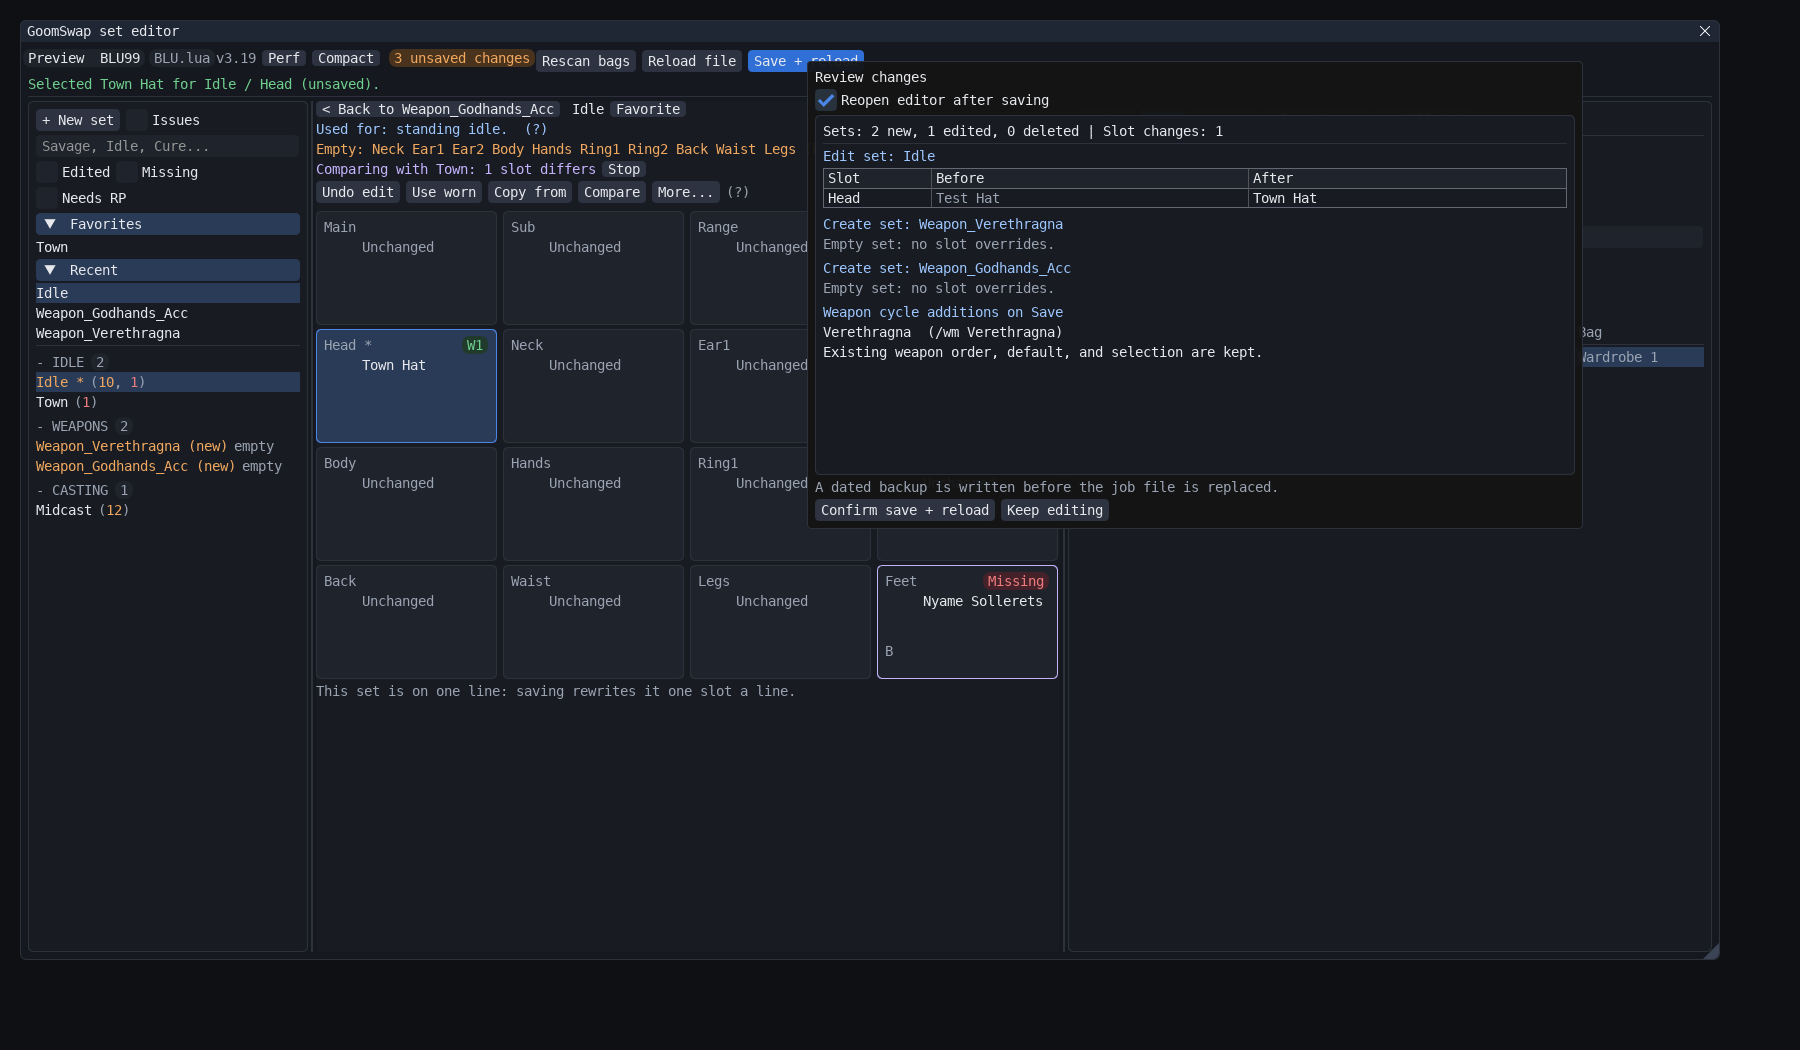 GoomSwap set editor
Preview BLU99 BLU.lua v3.19 Perf Compact 3 unsaved changes Rescan bags Reload file Save + reload
Selected Town Hat for Idle / Head (unsaved).
+ New set Issues
Savage, Idle, Cure...
Edited Missing
Needs RP
Favorites
Town
Recent
Idle
Weapon_Godhands_Acc
Weapon_Verethragna
- IDLE 2
Idle * (10, 1)
Town (1)
- WEAPONS 2
Weapon_Verethragna (new) empty
Weapon_Godhands_Acc (new) empty
- CASTING 1
Midcast (12)
< Back to Weapon_Godhands_Acc Idle Favorite
Used for: standing idle. (?)
Empty: Neck Ear1 Ear2 Body Hands Ring1 Ring2 Back Waist Legs
Comparing with Town: 1 slot differs Stop
Undo edit Use worn Copy from Compare More... (?)
Main
Unchanged
Sub
Unchanged
Range
Unchanged
Head * W1
Town Hat
Neck
Unchanged
Ear1
Unchanged
Body
Unchanged
Hands
Unchanged
Ring1
Unchanged
Back
Unchanged
Waist
Unchanged
Legs
Unchanged
Feet Missing
Nyame Sollerets
B
This set is on one line: saving rewrites it one slot a line.
Review changes
Reopen editor after saving
Sets: 2 new, 1 edited, 0 deleted | Slot changes: 1
Edit set: Idle
Slot Before After
Head Test Hat Town Hat
Create set: Weapon_Verethragna
Empty set: no slot overrides.
Create set: Weapon_Godhands_Acc
Empty set: no slot overrides.
Weapon cycle additions on Save
Verethragna (/wm Verethragna)
Existing weapon order, default, and selection are kept.
A dated backup is written before the job file is replaced.
Confirm save + reload Keep editing
Bag
Wardrobe 1